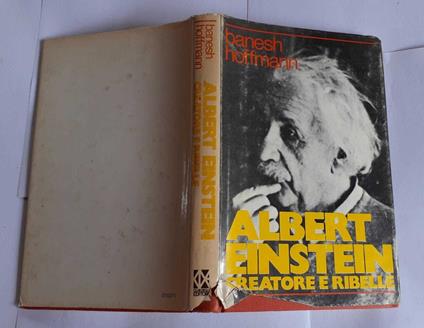 banesh
hoffmann
ALBERT
EINSTEIN
CREATORE E RIBELLE
banesh
hoffmann
ALBERT EINSTEIN
CREATORE E RIBELLE